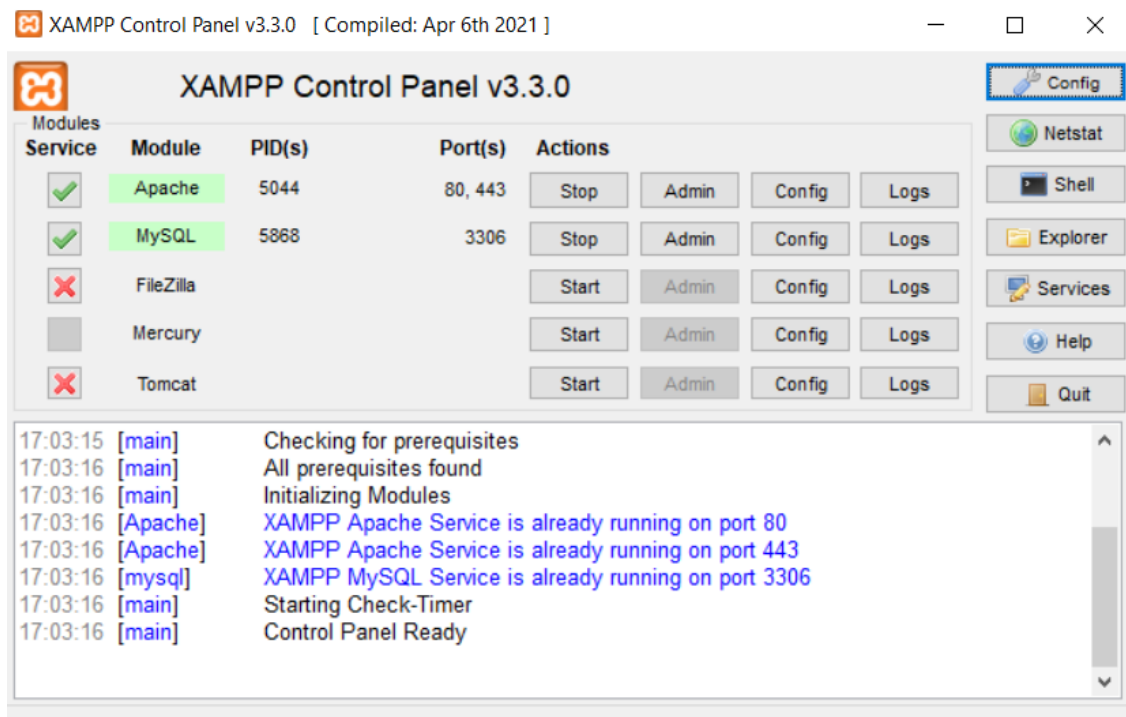 XAMPP Control Panel v3.3.0 [ Compiled: Apr 6th 2021 ]
XAMPP Control Panel v3.3.0
Config
Modules
Service Module PID(s) Port(s) Actions
Netstat
Apache 5044 80, 443 Stop Admin Config Logs
Shell
MySQL 5868 3306 Stop Admin Config Logs
Explorer
FileZilla Start Admin Config Logs
Services
Mercury Start Admin Config Logs
Help
Tomcat Start Admin Config Logs
Quit
17:03:15 [main] Checking for prerequisites
17:03:16 [main] All prerequisites found
17:03:16 [main] Initializing Modules
17:03:16 [Apache] XAMPP Apache Service is already running on port 80
17:03:16 [Apache] XAMPP Apache Service is already running on port 443
17:03:16 [mysql] XAMPP MySQL Service is already running on port 3306
17:03:16 [main] Starting Check-Timer
17:03:16 [main] Control Panel Ready